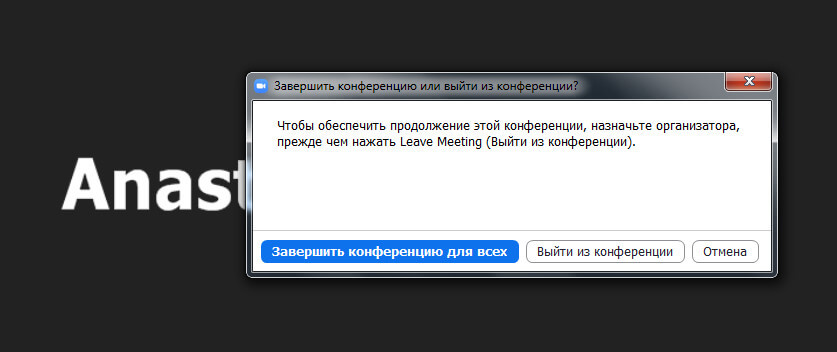 Завершить конференцию или выйти из конференции?
Чтобы обеспечить продолжение этой конференции, назначьте организатора,
прежде чем нажать Leave Meeting (Выйти из конференции).
Anast
Завершить конференцию для всех Выйти из конференции Отмена